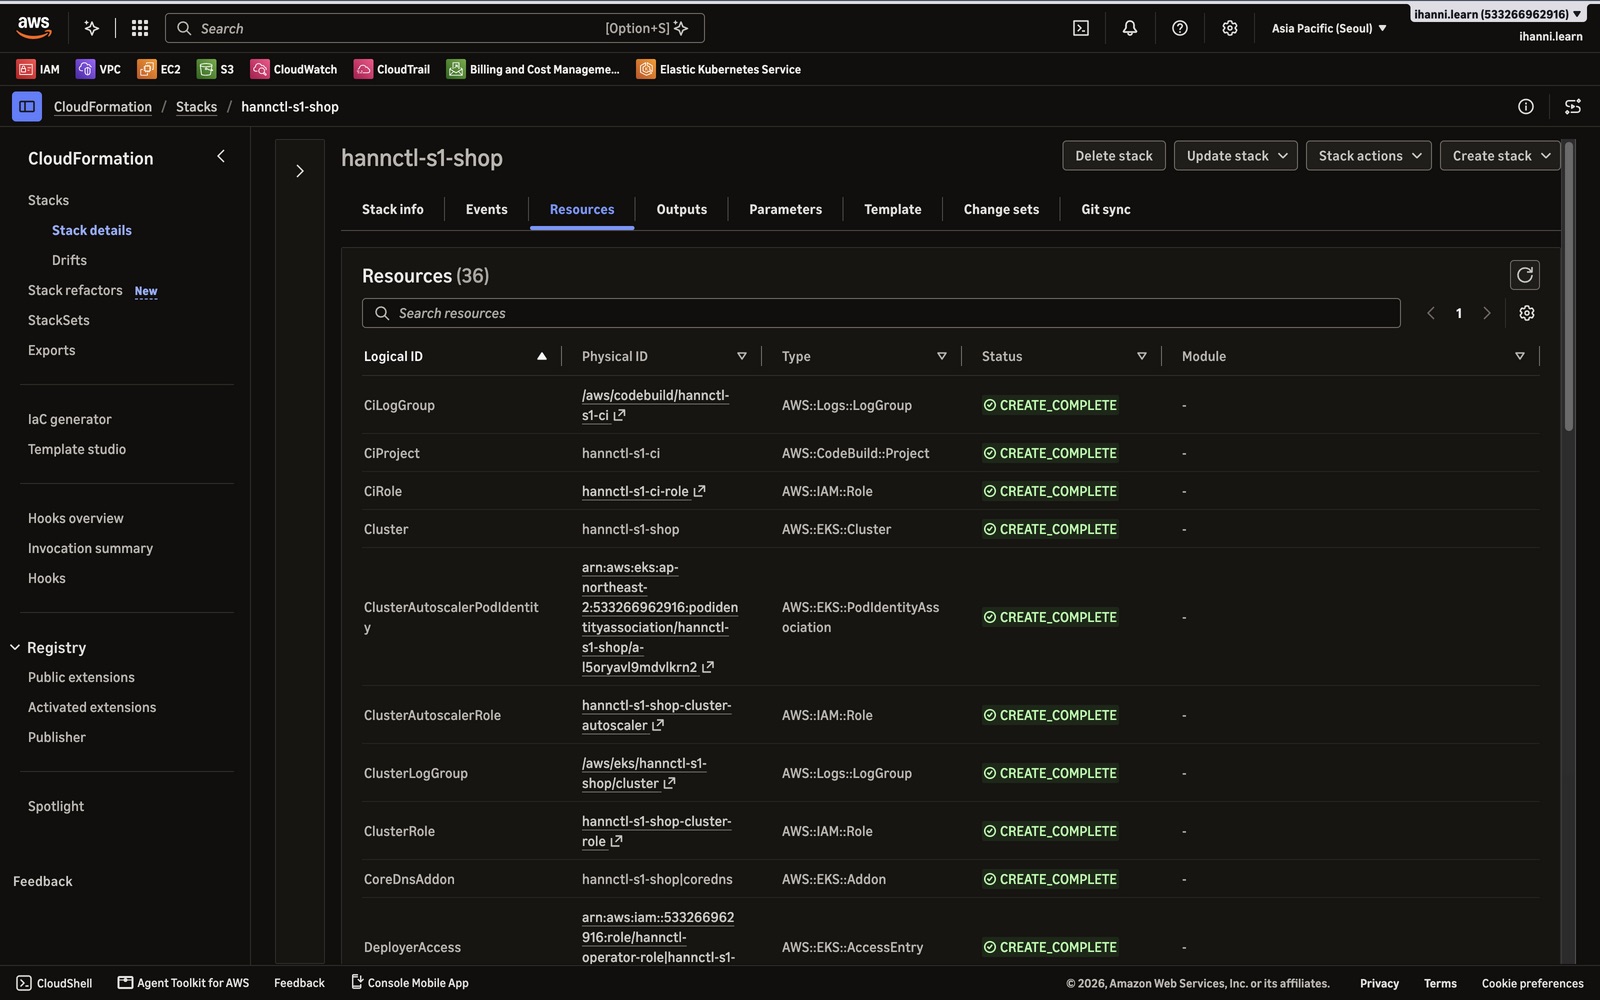 aws
Search [Option+S]
Asia Pacific (Seoul)
ihanni.learn (533266962916)
ihanni.learn
IAM VPC EC2 S3 CloudWatch CloudTrail Billing and Cost Manageme... Elastic Kubernetes Service
CloudFormation / Stacks / hannctl-s1-shop
CloudFormation
Stacks
Stack details
Drifts
Stack refactors New
StackSets
Exports
IaC generator
Template studio
Hooks overview
Invocation summary
Hooks
Registry
Public extensions
Activated extensions
Publisher
Spotlight
Feedback
hannctl-s1-shop
Delete stack Update stack Stack actions Create stack
Stack info Events Resources Outputs Parameters Template Change sets Git sync
Resources (36)
Search resources
1
Logical ID Physical ID Type Status Module
CiLogGroup
/aws/codebuild/hannctl-
s1-ci
AWS::Logs::LogGroup CREATE_COMPLETE -
CiProject hannctl-s1-ci AWS::CodeBuild::Project CREATE_COMPLETE -
CiRole hannctl-s1-ci-role AWS::IAM::Role CREATE_COMPLETE -
Cluster hannctl-s1-shop AWS::EKS::Cluster CREATE_COMPLETE -
ClusterAutoscalerPodIdentit
y
arn:aws:eks:ap-
northeast-
2:533266962916:podiden
tityassociation/hannctl-
s1-shop/a-
l5oryavl9mdvlkrn2
AWS::EKS::PodIdentityAss
ociation
CREATE_COMPLETE -
ClusterAutoscalerRole
hannctl-s1-shop-cluster-
autoscaler
AWS::IAM::Role CREATE_COMPLETE -
ClusterLogGroup
/aws/eks/hannctl-s1-
shop/cluster
AWS::Logs::LogGroup CREATE_COMPLETE -
ClusterRole
hannctl-s1-shop-cluster-
role
AWS::IAM::Role CREATE_COMPLETE -
CoreDnsAddon hannctl-s1-shop|coredns AWS::EKS::Addon CREATE_COMPLETE -
DeployerAccess
arn:aws:iam::533266962
916:role/hannctl-
operator-role|hannctl-s1-
AWS::EKS::AccessEntry CREATE_COMPLETE -
CloudShell Agent Toolkit for AWS Feedback Console Mobile App
© 2026, Amazon Web Services, Inc. or its affiliates. Privacy Terms Cookie preferences